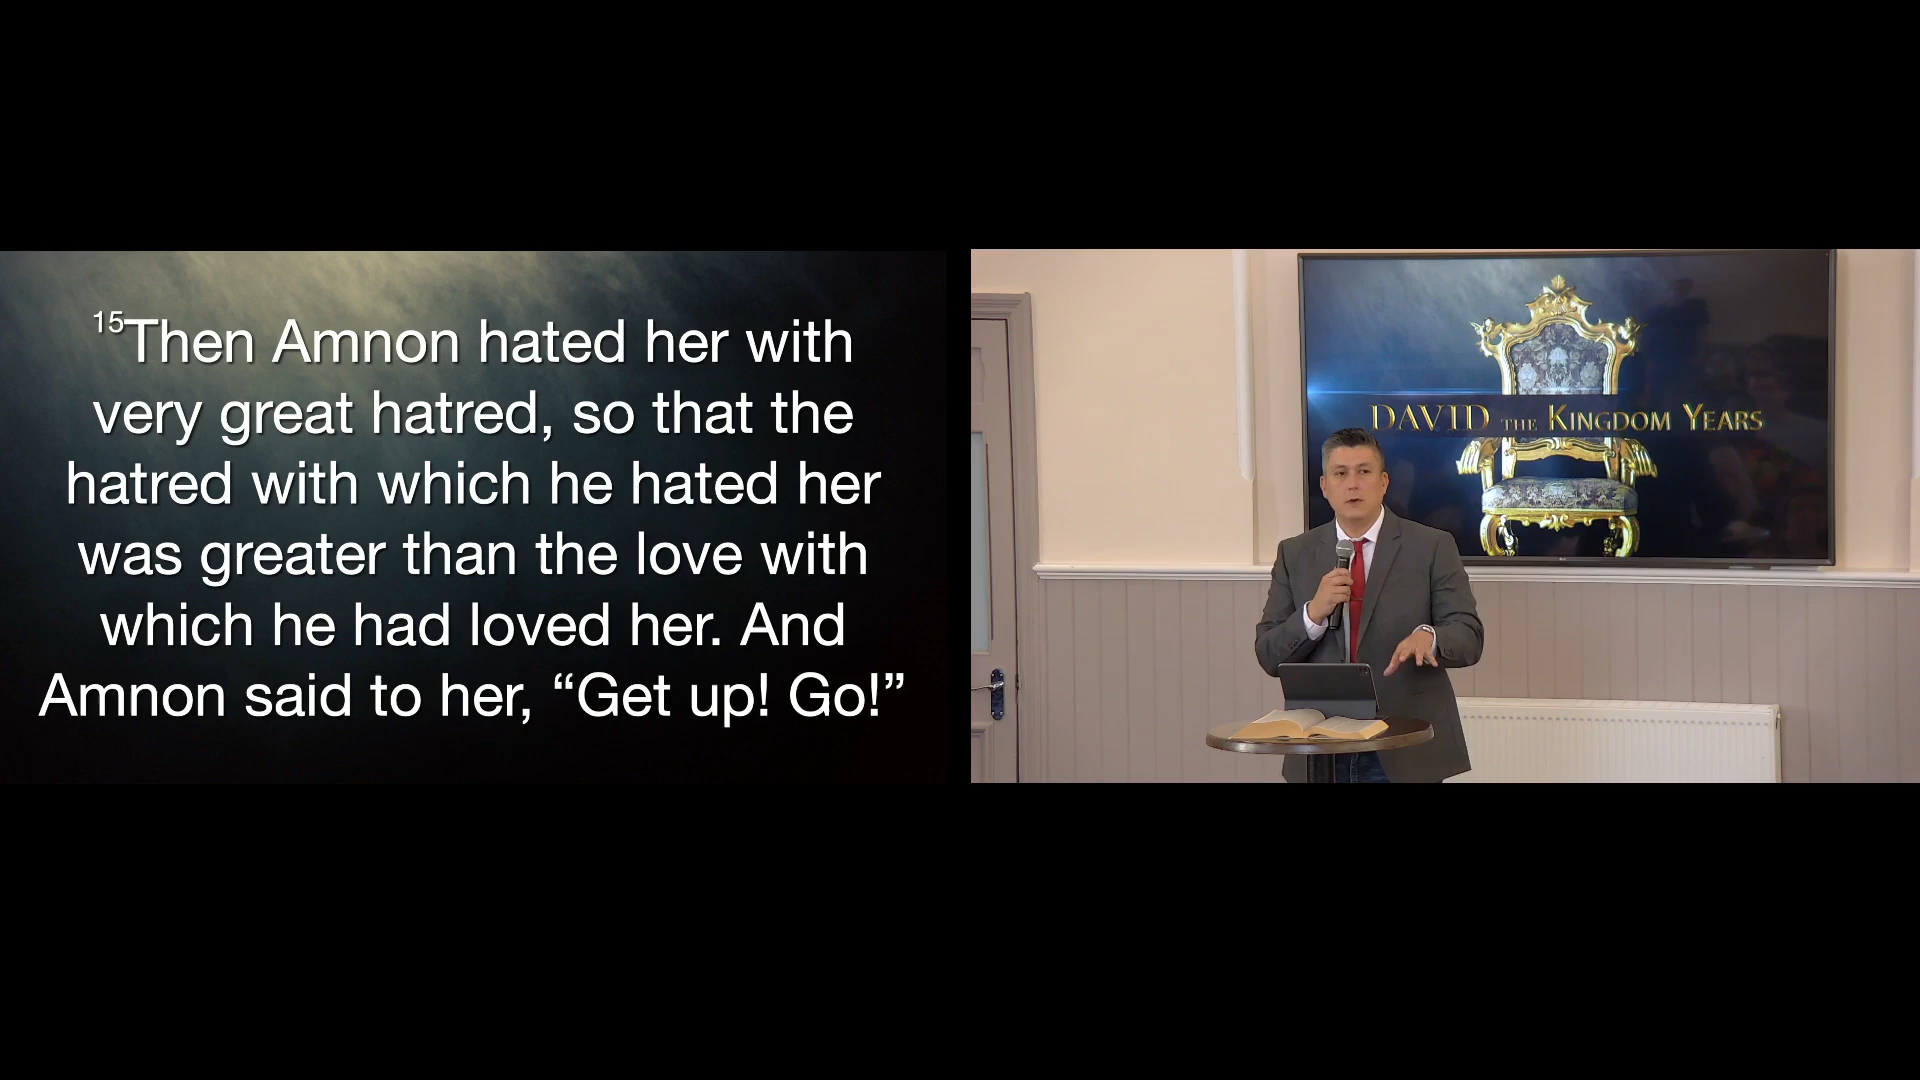 15Then Amnon hated her with
very great hatred, so that the
hatred with which he hated her
was greater than the love with
which he had loved her. And
Amnon said to her, “Get up! Go!”
DAVID THE KINGDOM YEARS